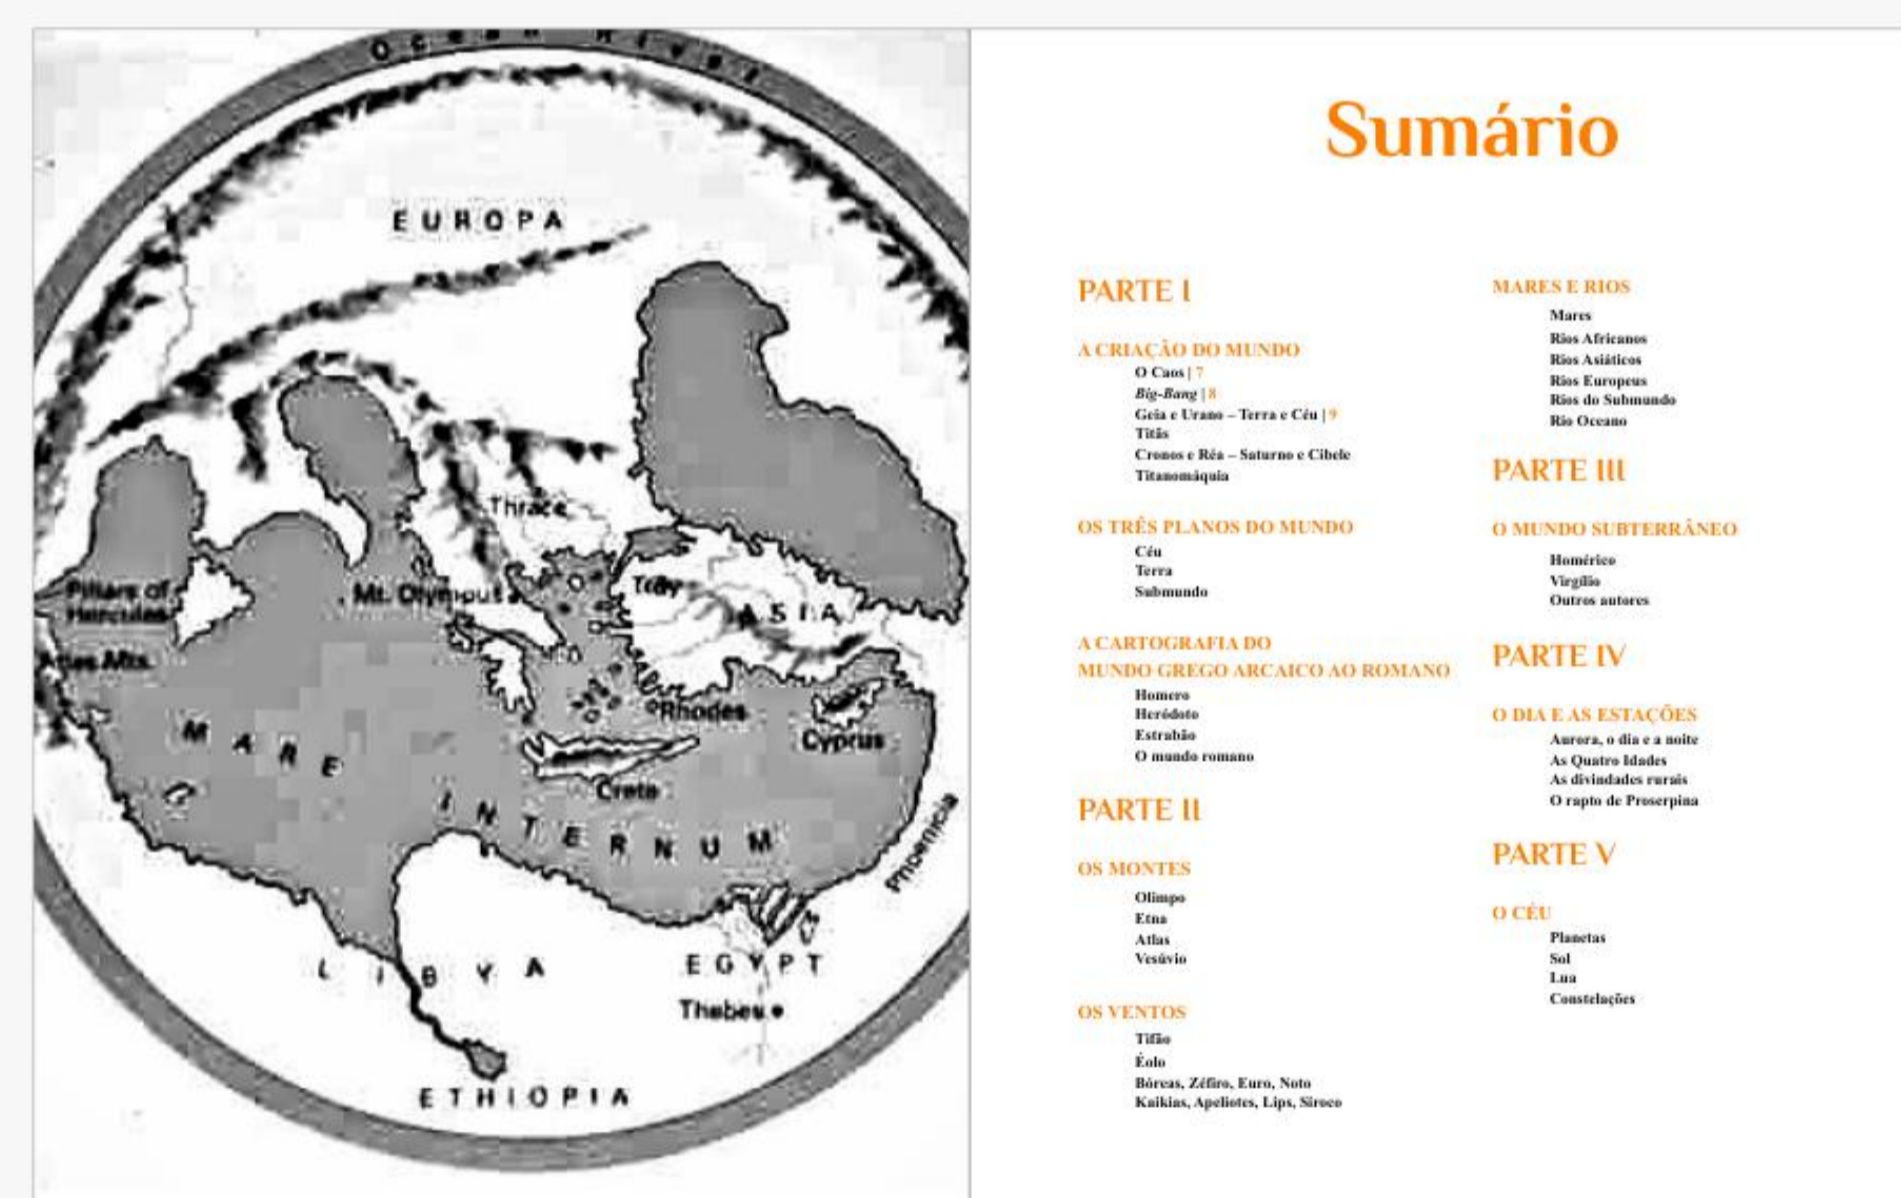 Ocean River
EUROPA
Thrace
Pillars of
Hercules
Mt. Olympus
Troy
ASIA
Atlas Mts.
Rhodes
Cyprus
MARE
INTERNUM
Crete
Phoenicia
LIBYA
EGYPT
Thebes
ETHIOPIA
Sumário
PARTE I
A CRIAÇÃO DO MUNDO
O Caos | 7
Big-Bang | 8
Geia e Urano – Terra e Céu | 9
Titãs
Cronos e Réa – Saturno e Cibele
Titanomáquia
OS TRÊS PLANOS DO MUNDO
Céu
Terra
Submundo
A CARTOGRAFIA DO
MUNDO GREGO ARCAICO AO ROMANO
Homero
Heródoto
Estrabão
O mundo romano
PARTE II
OS MONTES
Olimpo
Etna
Atlas
Vesúvio
OS VENTOS
Tifão
Éolo
Bóreas, Zéfiro, Euro, Noto
Kaikias, Apeliotes, Lips, Siroco
MARES E RIOS
Mares
Rios Africanos
Rios Asiáticos
Rios Europeus
Rios do Submundo
Rio Oceano
PARTE III
O MUNDO SUBTERRÂNEO
Homérico
Virgílio
Outros autores
PARTE IV
O DIA E AS ESTAÇÕES
Aurora, o dia e a noite
As Quatro Idades
As divindades rurais
O rapto de Proserpina
PARTE V
O CÉU
Planetas
Sol
Lua
Constelações